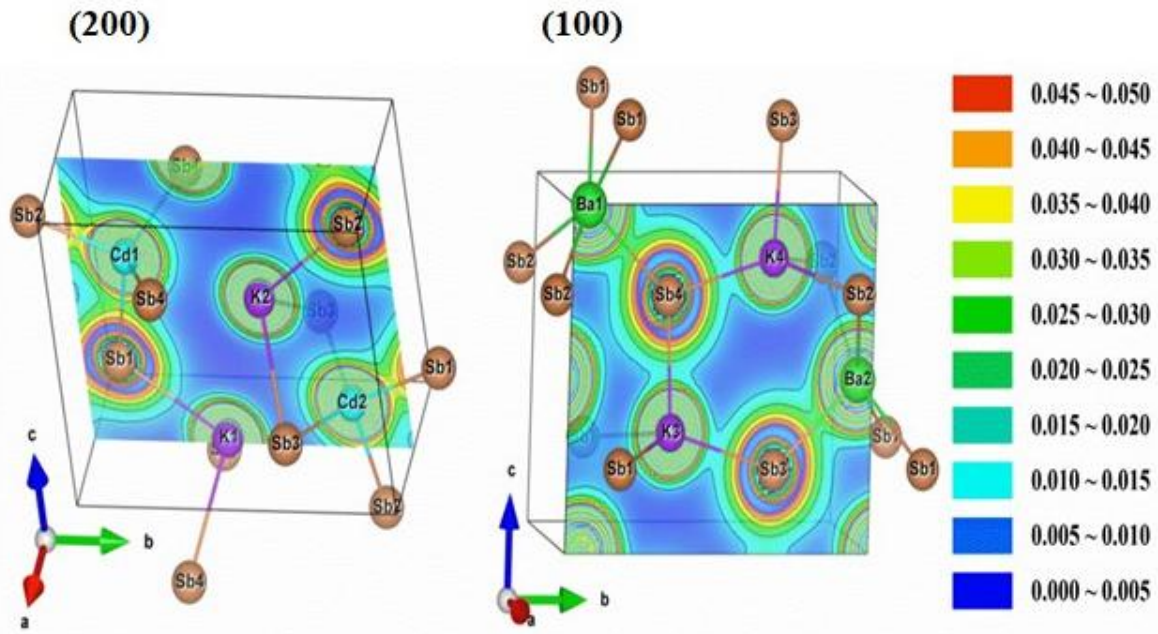 (200)
(100)
Sb1
Sb1
Sb3
Sb2
Cd1
Sb4
Sb2
K2
Sb1
Sb1
Cd2
K1
Sb3
Sb2
Sb4
c
b
a
Ba1
Sb2
Sb2
Sb4
K4
Sb2
Ba2
K3
Sb1
Sb3
Sb1
c
b
a
0.045 ~ 0.050
0.040 ~ 0.045
0.035 ~ 0.040
0.030 ~ 0.035
0.025 ~ 0.030
0.020 ~ 0.025
0.015 ~ 0.020
0.010 ~ 0.015
0.005 ~ 0.010
0.000 ~ 0.005